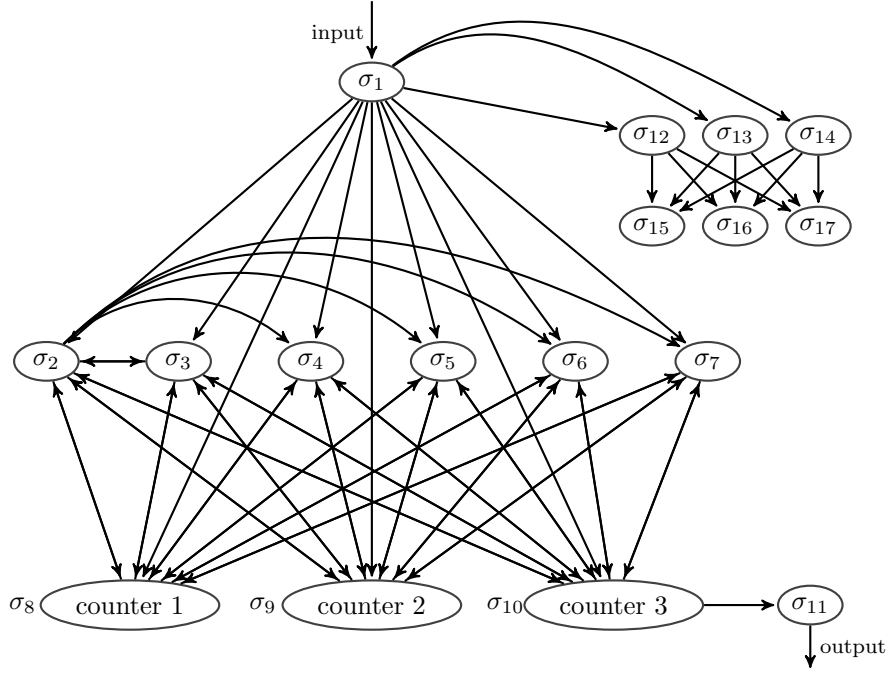 input
σ1
σ12 σ13 σ14
σ15 σ16 σ17
σ2 σ3 σ4 σ5 σ6 σ7
σ8 counter 1 σ9 counter 2 σ10 counter 3 σ11
output